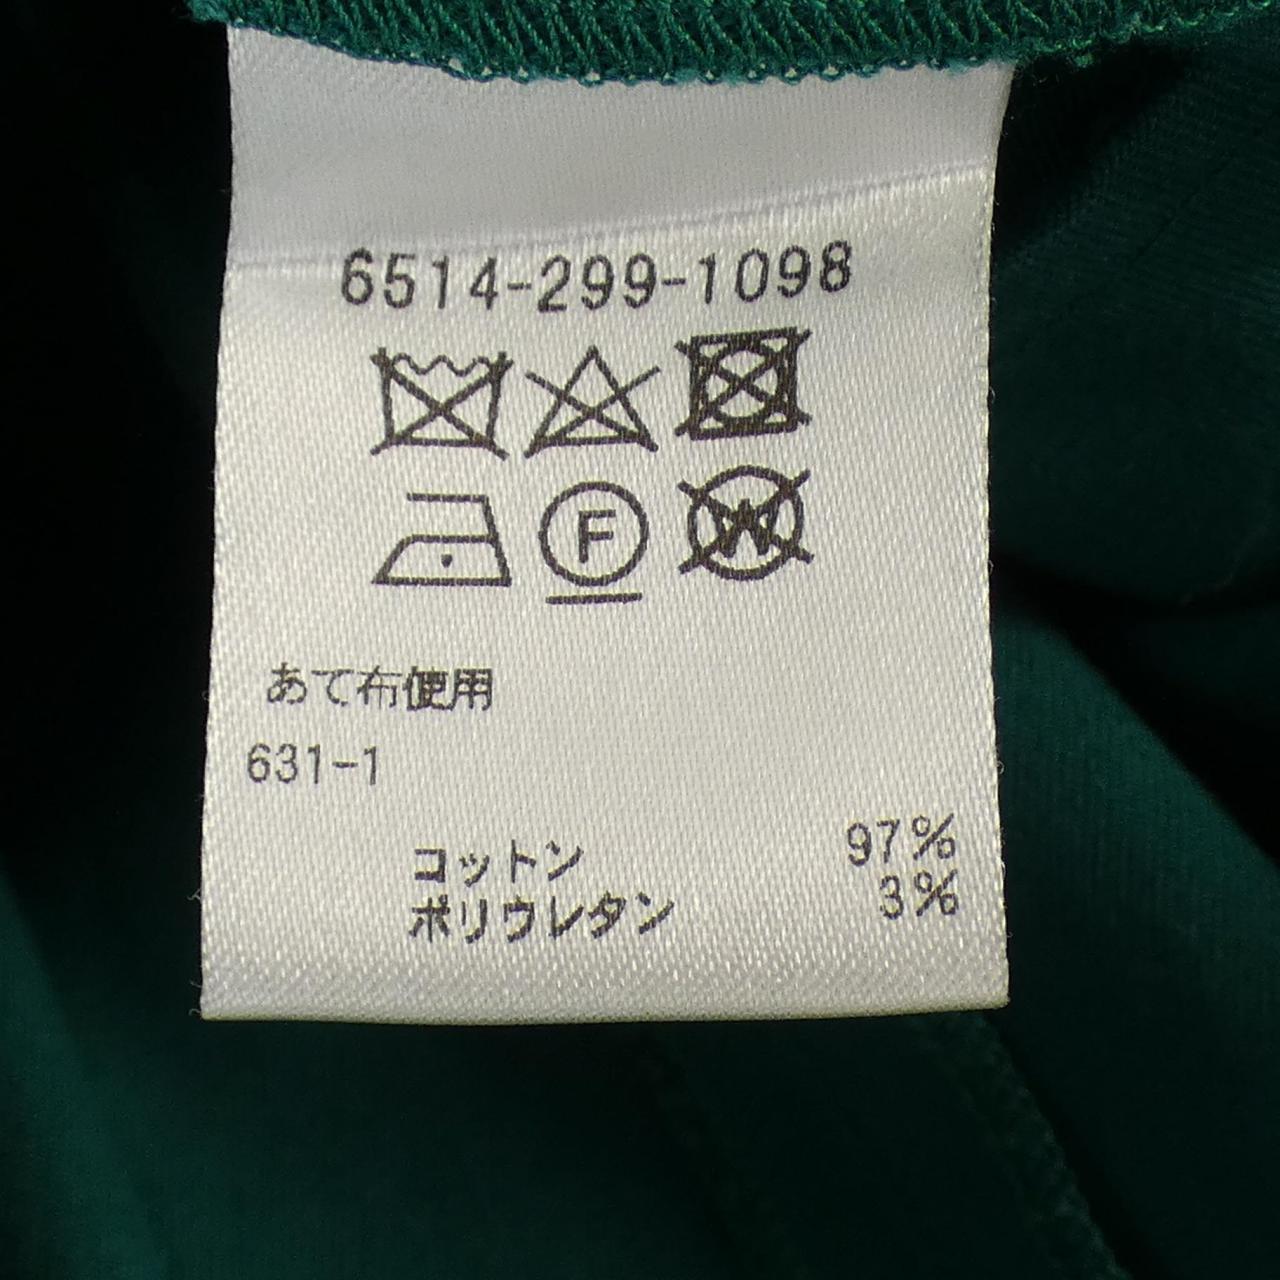 6514-299-1098
F W
あて布使用
631-1
コットン 97%
ポリウレタン 3%